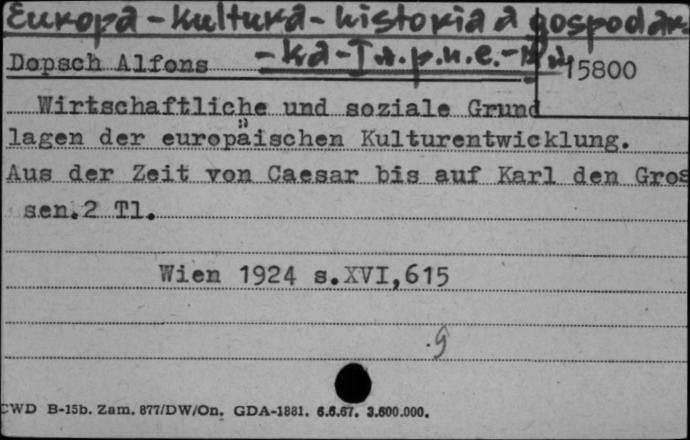 Europa - kultura - historia a gospodar
- ka - I w.p.n.e. -
Dopsch Alfons
15800
Wirtschaftliche und soziale Grund
lagen der europäischen Kulturentwicklung.
Aus der Zeit von Caesar bis auf Karl den Gros
sen.2 Tl.
Wien 1924 s.XVI,615
.g
CWD B-15b. Zam. 877/DW/On. GDA-1881. 6.6.67. 3.600.000.